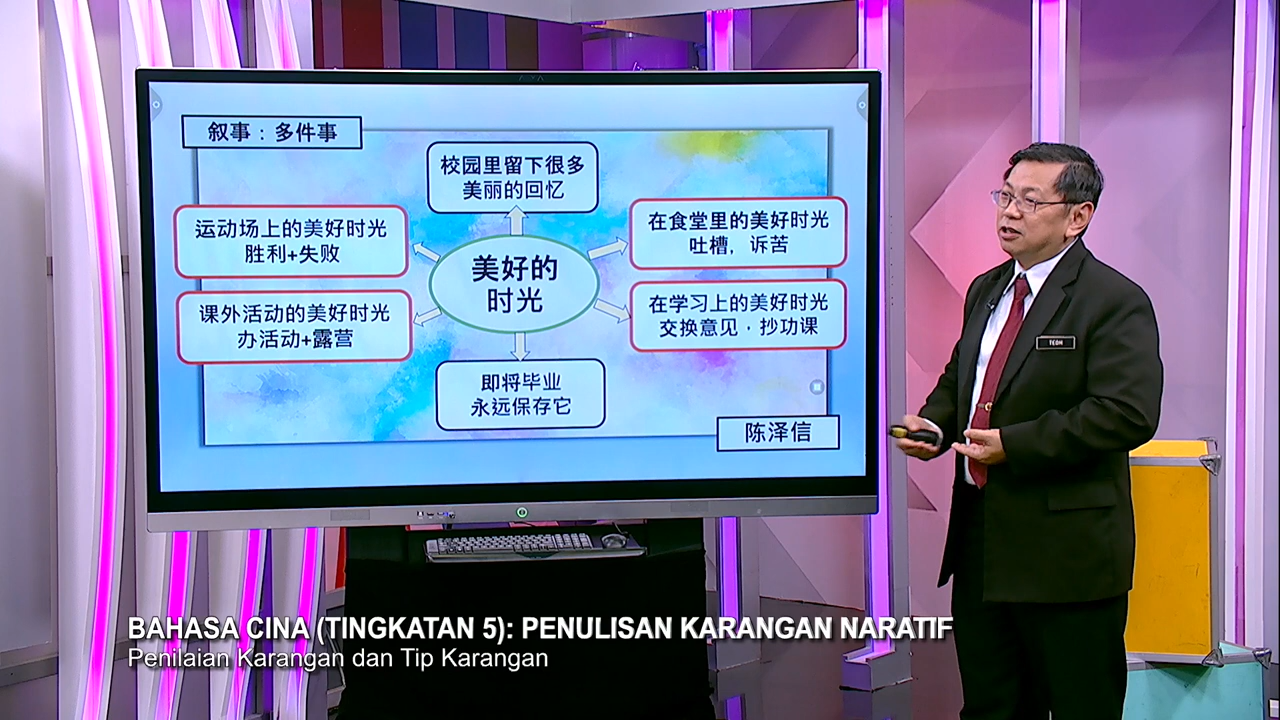 叙事：多件事
校园里留下很多
美丽的回忆
运动场上的美好时光
胜利+失败
在食堂里的美好时光
吐槽，诉苦
美好的
时光
课外活动的美好时光
办活动+露营
在学习上的美好时光
交换意见·抄功课
即将毕业
永远保存它
陈泽信
TEOH
BAHASA CINA (TINGKATAN 5): PENULISAN KARANGAN NARATIF
Penilaian Karangan dan Tip Karangan